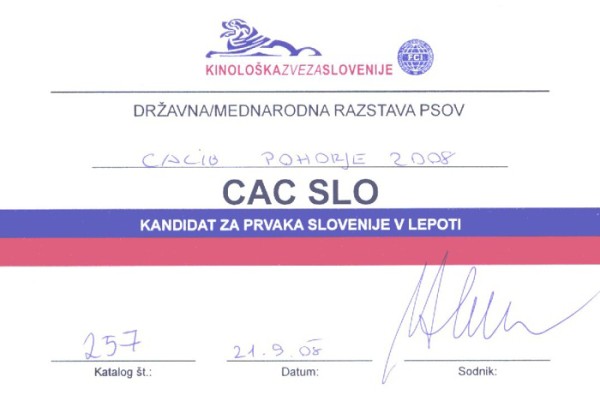 KINOLOŠKAZVEZASLOVENIJE
FCI
DRŽAVNA/MEDNARODNA RAZSTAVA PSOV
CACIB POHORJE 2008
CAC SLO
KANDIDAT ZA PRVAKA SLOVENIJE V LEPOTI
257 21.9.08
Katalog št.: Datum: Sodnik: